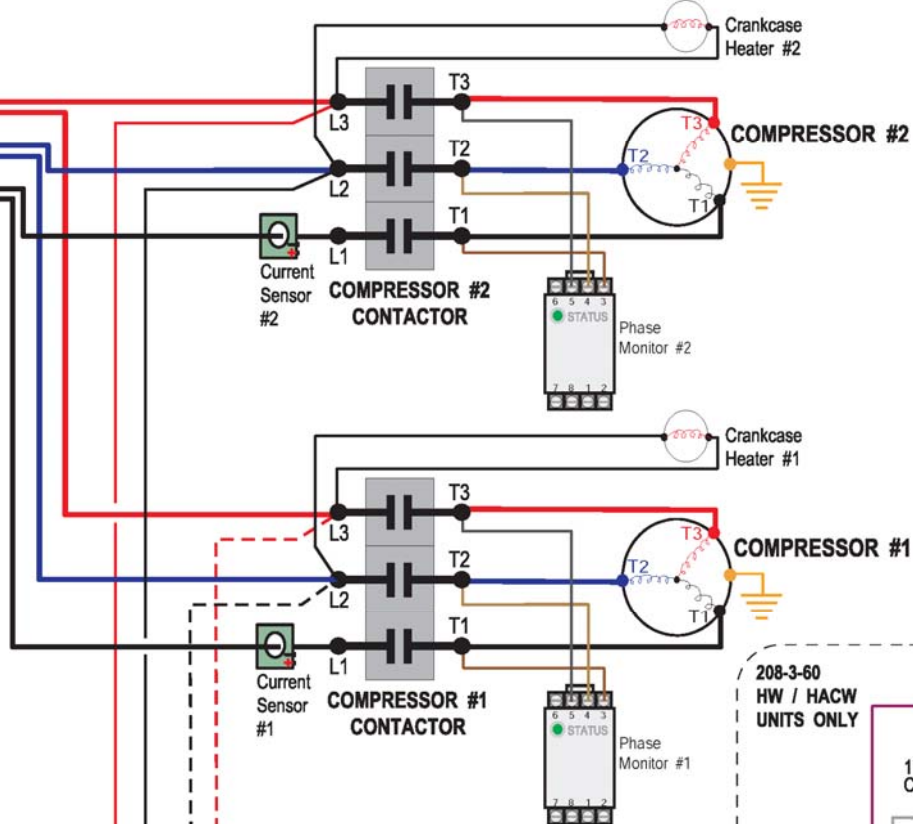 Crankcase
Heater #2
T3
L3
T3
COMPRESSOR #2
T2
L2
T2
T1
T1
L1
Current
Sensor
#2
COMPRESSOR #2
CONTACTOR
6 5 4 3
STATUS
Phase
Monitor #2
7 8 1 2
Crankcase
Heater #1
T3
L3
T3
COMPRESSOR #1
T2
L2
T2
T1
T1
L1
Current
Sensor
#1
COMPRESSOR #1
CONTACTOR
208-3-60
HW / HACW
UNITS ONLY
6 5 4 3
STATUS
Phase
Monitor #1
7 8 1 2